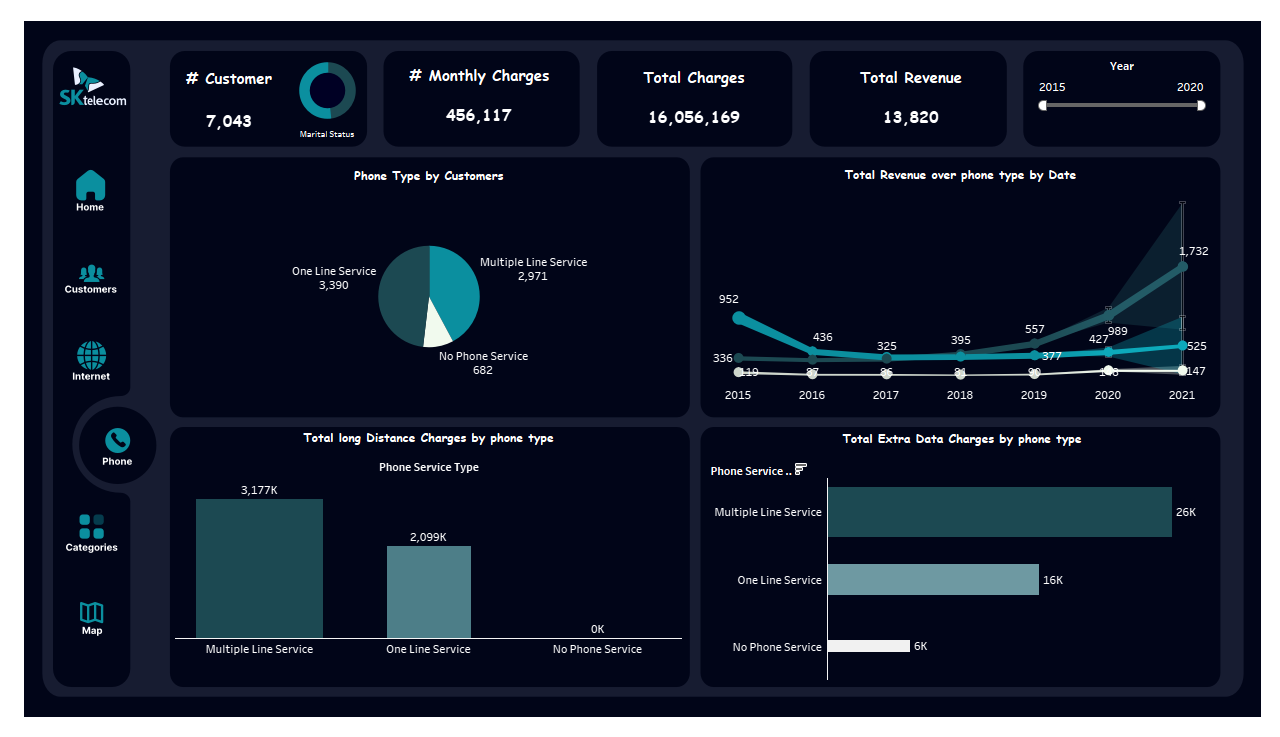 SKtelecom
Home
Customers
Internet
Phone
Categories
Map
# Customer
7,043
Marital Status
# Monthly Charges
456,117
Total Charges
16,056,169
Total Revenue
13,820
Year
2015 2020
Phone Type by Customers
One Line Service
3,390
Multiple Line Service
2,971
No Phone Service
682
Total Revenue over phone type by Date
1,732
952
436
325
395
557
427
989
525
336
377
119
87
86
81
90
147
2015 2016 2017 2018 2019 2020 2021
Total long Distance Charges by phone type
Phone Service Type
3,177K
2,099K
0K
Multiple Line Service One Line Service No Phone Service
Total Extra Data Charges by phone type
Phone Service ..
Multiple Line Service 26K
One Line Service 16K
No Phone Service 6K